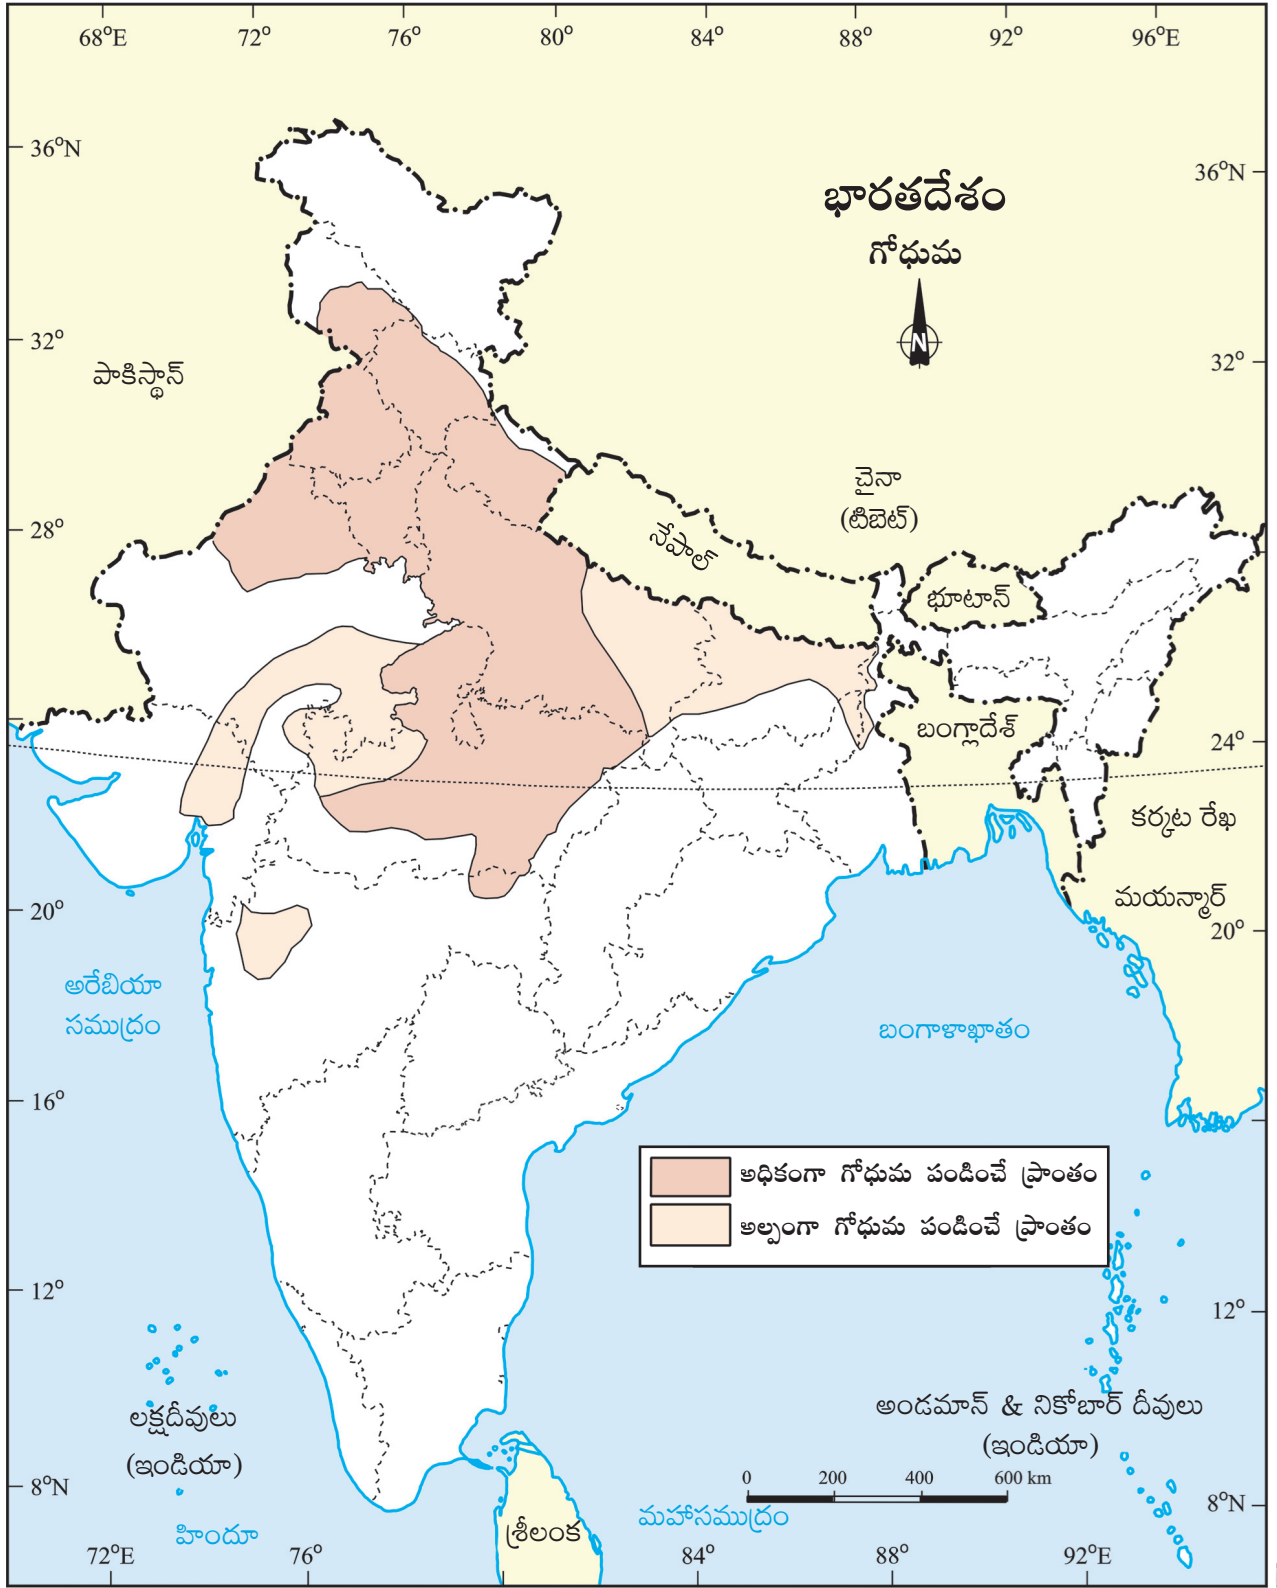 68°E 72° 76° 80° 84° 88° 92° 96°E
36°N
36°N
భారతదేశం
గోధుమ
N
32°
32°
పాకిస్థాన్
చైనా
(టిబెట్)
28°
నేపాల్
భూటాన్
బంగ్లాదేశ్
24°
కర్కట రేఖ
మయన్మార్
20°
20°
అరేబియా
సముద్రం
బంగాళాఖాతం
16°
అధికంగా గోధుమ పండించే ప్రాంతం
అల్పంగా గోధుమ పండించే ప్రాంతం
12°
12°
లక్షదీవులు
(ఇండియా)
అండమాన్ & నికోబార్ దీవులు
(ఇండియా)
0 200 400 600 km
8°N
8°N
హిందూ
మహాసముద్రం
శ్రీలంక
72°E 76° 84° 88° 92°E